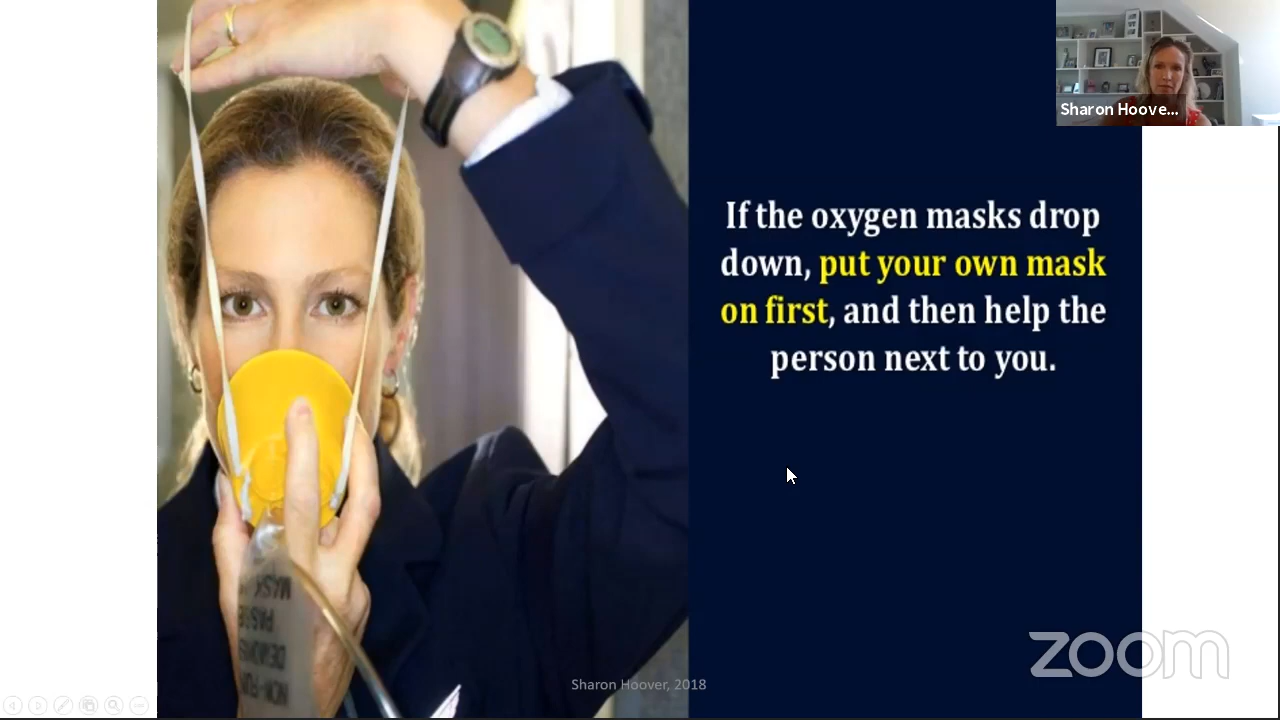 Sharon Hoove...
If the oxygen masks drop
down, put your own mask
on first, and then help the
person next to you.
MASK
Sharon Hoover, 2018
zoom